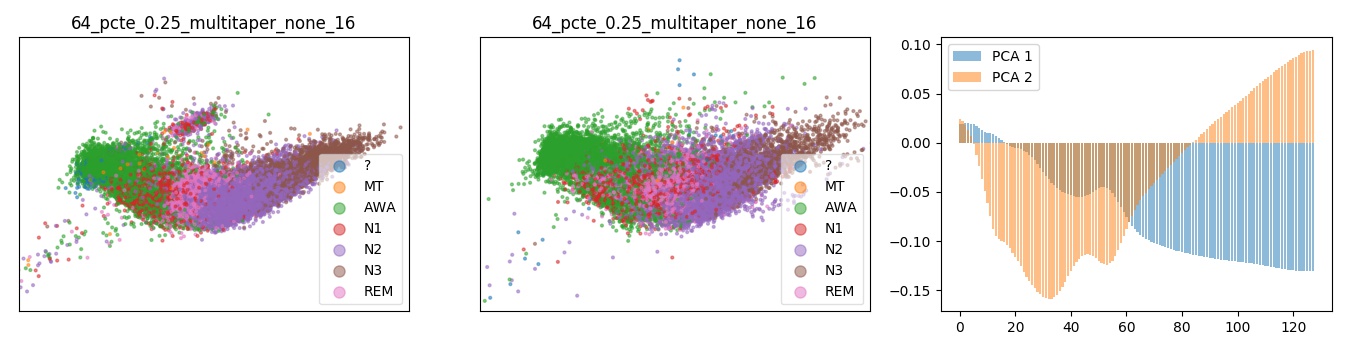 64_pcte_0.25_multitaper_none_16
?
MT
AWA
N1
N2
N3
REM
64_pcte_0.25_multitaper_none_16
?
MT
AWA
N1
N2
N3
REM
PCA 1
PCA 2
0.10
0.05
0.00
−0.05
−0.10
−0.15
0 20 40 60 80 100 120